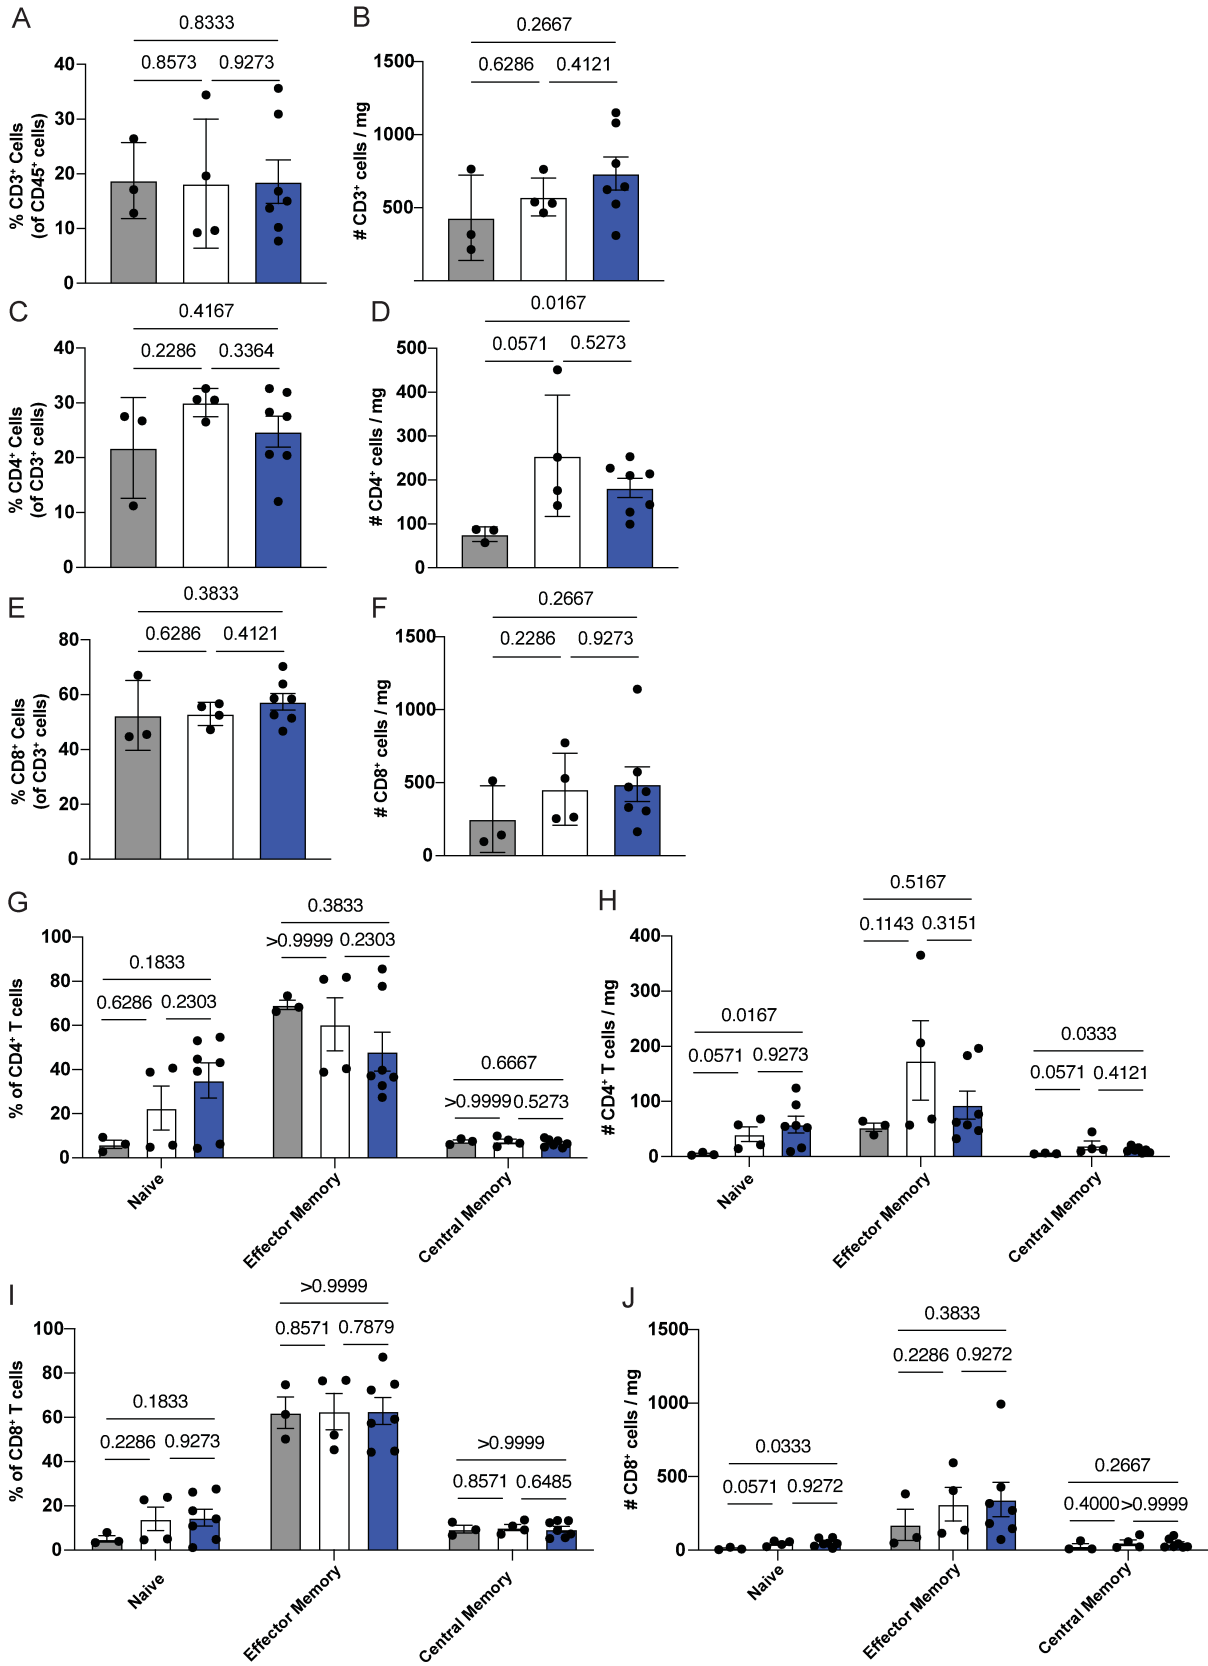 A
0.8333
0.8573
0.9273
% CD3+ Cells
(of CD45+ cells)
40
30
20
10
0
B
0.2667
0.6286
0.4121
# CD3+ cells / mg
1500
1000
500
C
0.4167
0.2286
0.3364
% CD4+ Cells
(of CD3+ cells)
40
30
20
10
0
D
0.0167
0.0571
0.5273
# CD4+ cells / mg
500
400
300
200
100
0
E
0.3833
0.6286
0.4121
% CD8+ Cells
(of CD3+ cells)
80
60
40
20
0
F
0.2667
0.2286
0.9273
# CD8+ cells / mg
1500
1000
500
0
G
0.3833
>0.9999
0.2303
0.1833
0.6286
0.2303
0.6667
>0.9999
0.5273
% of CD4+ T cells
100
80
60
40
20
0
Naive
Effector Memory
Central Memory
H
0.5167
0.1143
0.3151
0.0167
0.0571
0.9273
0.0333
0.0571
0.4121
# CD4+ T cells / mg
400
300
200
100
0
Naive
Effector Memory
Central Memory
I
>0.9999
0.8571
0.7879
0.1833
0.2286
0.9273
>0.9999
0.8571
0.6485
% of CD8+ T cells
100
80
60
40
20
0
Naive
Effector Memory
Central Memory
J
0.3833
0.2286
0.9272
0.0333
0.0571
0.9272
0.2667
0.4000
>0.9999
# CD8+ cells / mg
1500
1000
500
0
Naive
Effector Memory
Central Memory